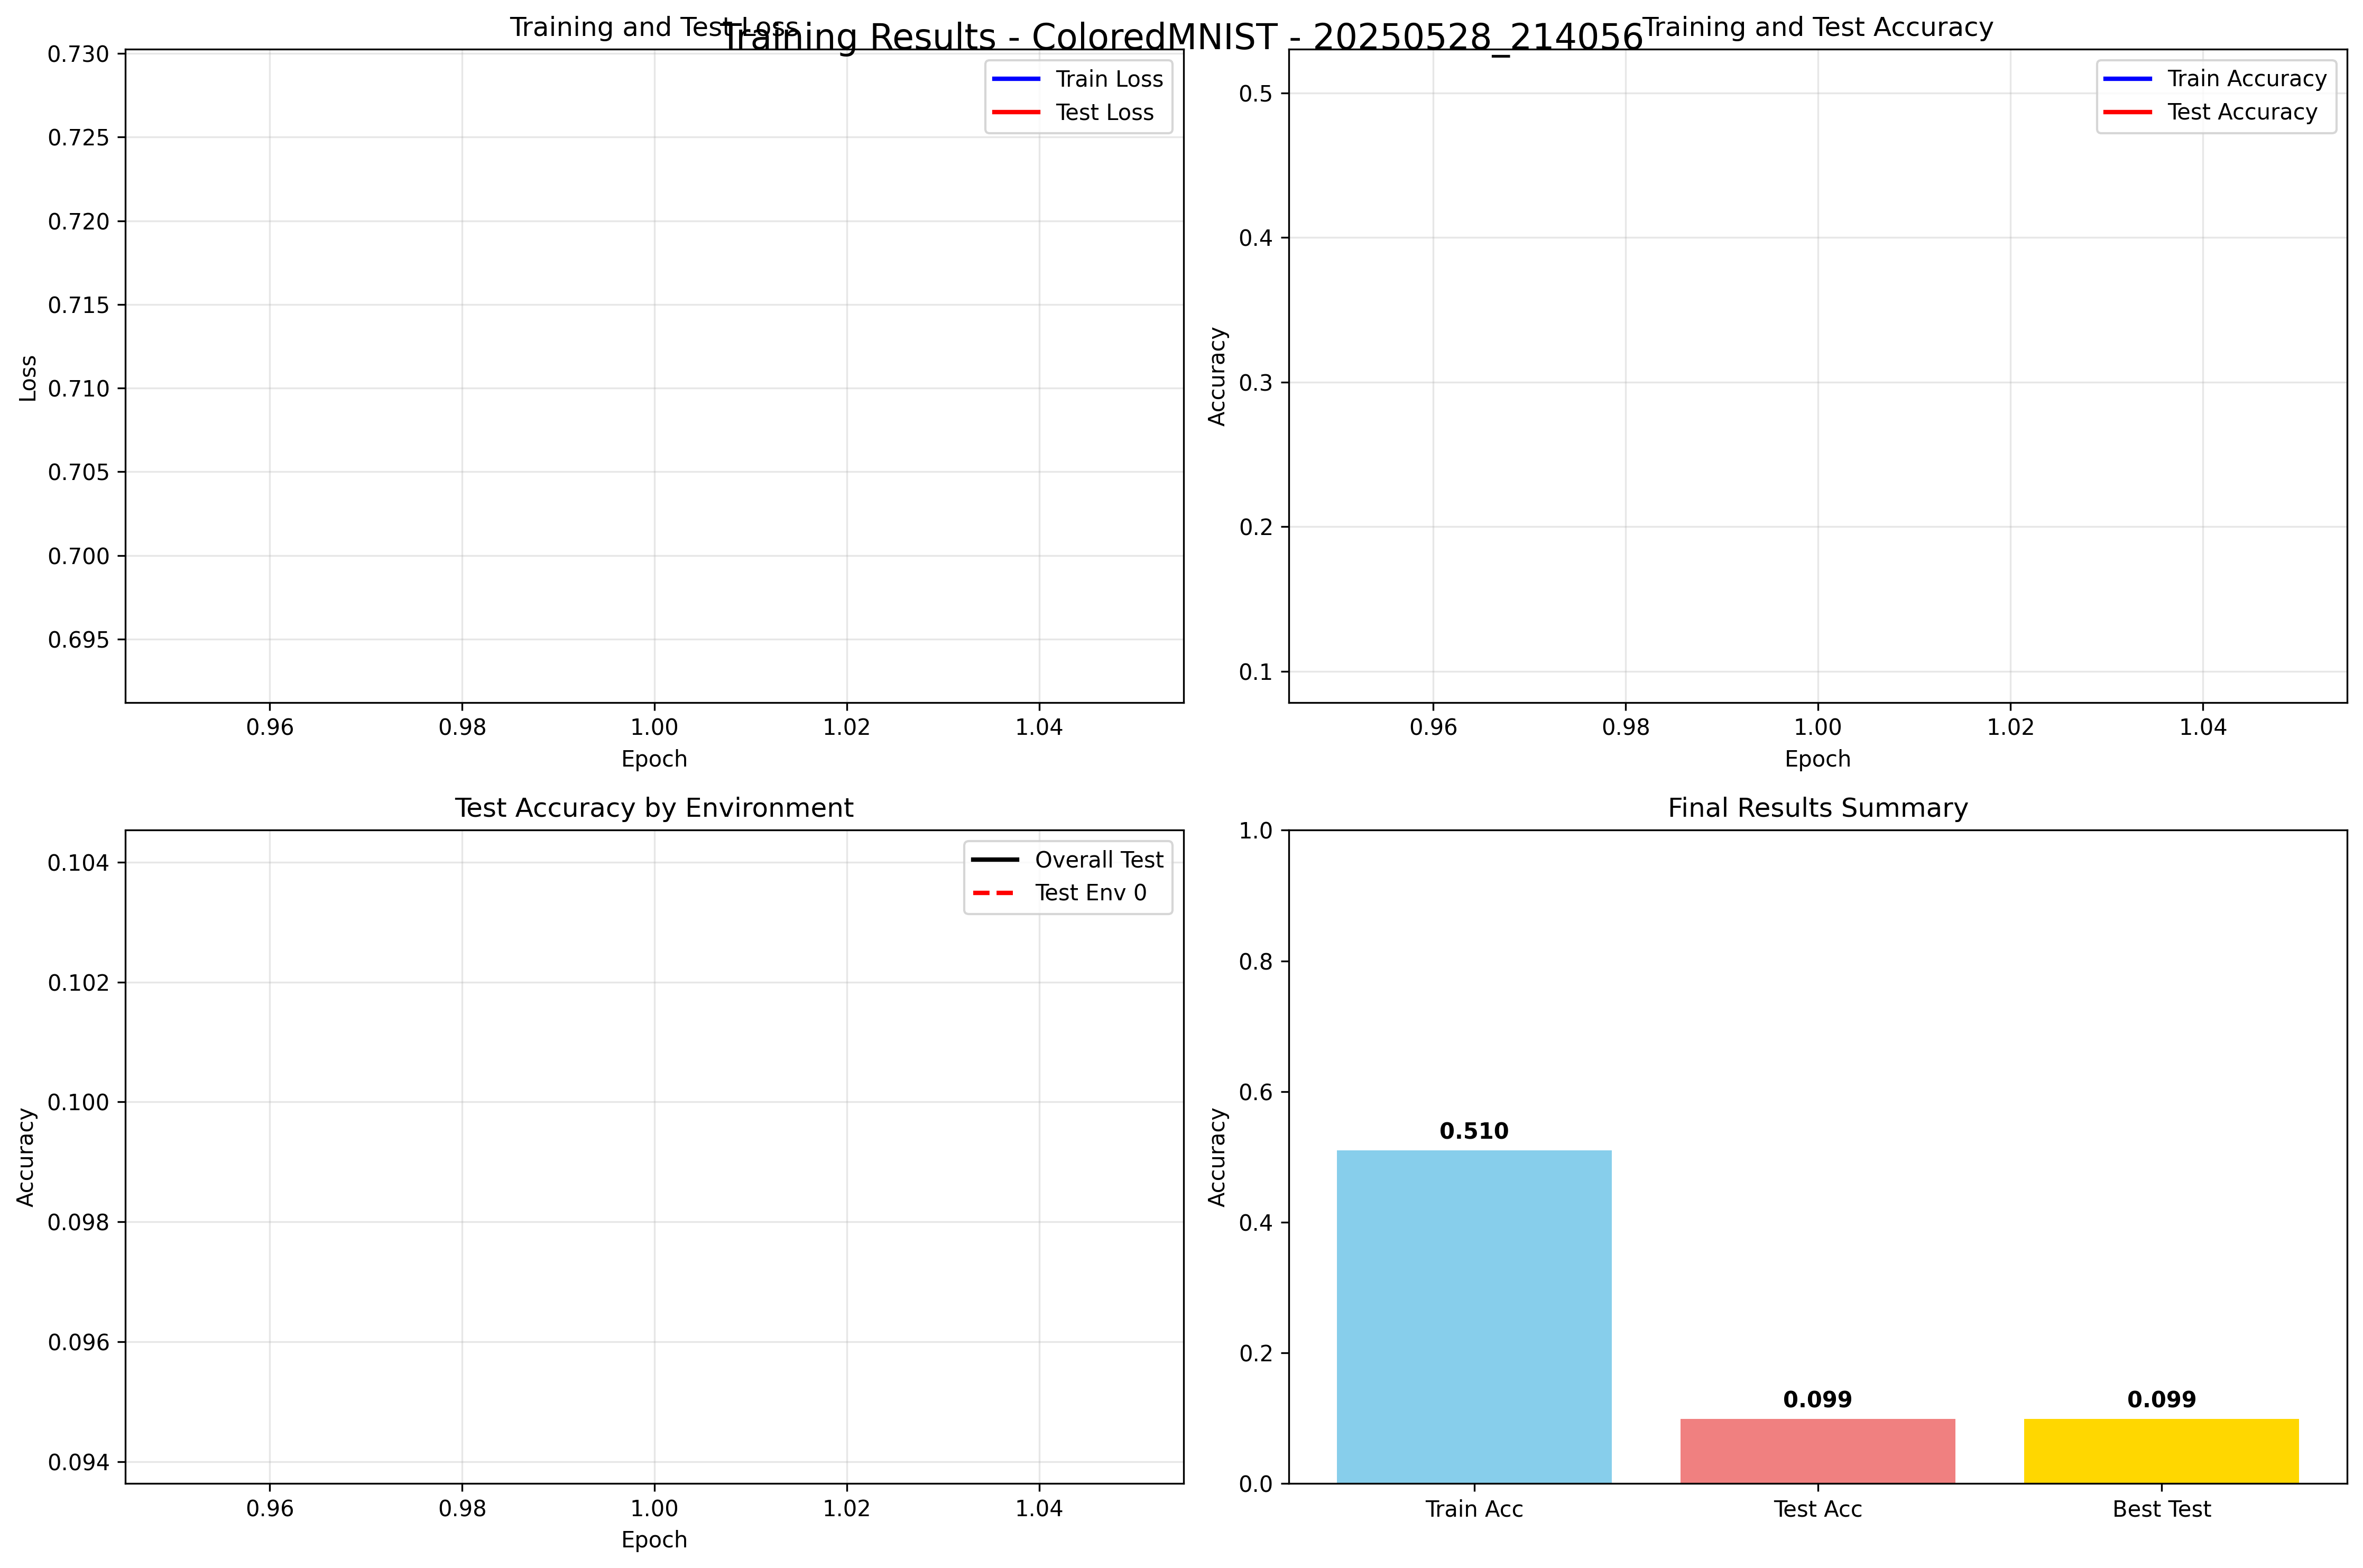 Training Results - ColoredMNIST - 20250528_214056
Training and Test Loss
0.730
0.725
0.720
0.715
0.710
0.705
0.700
0.695
Loss
Train Loss
Test Loss
0.96 0.98 1.00 1.02 1.04
Epoch
Training and Test Accuracy
0.5
0.4
0.3
0.2
0.1
Accuracy
Train Accuracy
Test Accuracy
0.96 0.98 1.00 1.02 1.04
Epoch
Test Accuracy by Environment
0.104
0.102
0.100
0.098
0.096
0.094
Accuracy
Overall Test
Test Env 0
0.96 0.98 1.00 1.02 1.04
Epoch
Final Results Summary
1.0
0.8
0.6
0.4
0.2
0.0
Accuracy
0.510
0.099
0.099
Train Acc Test Acc Best Test